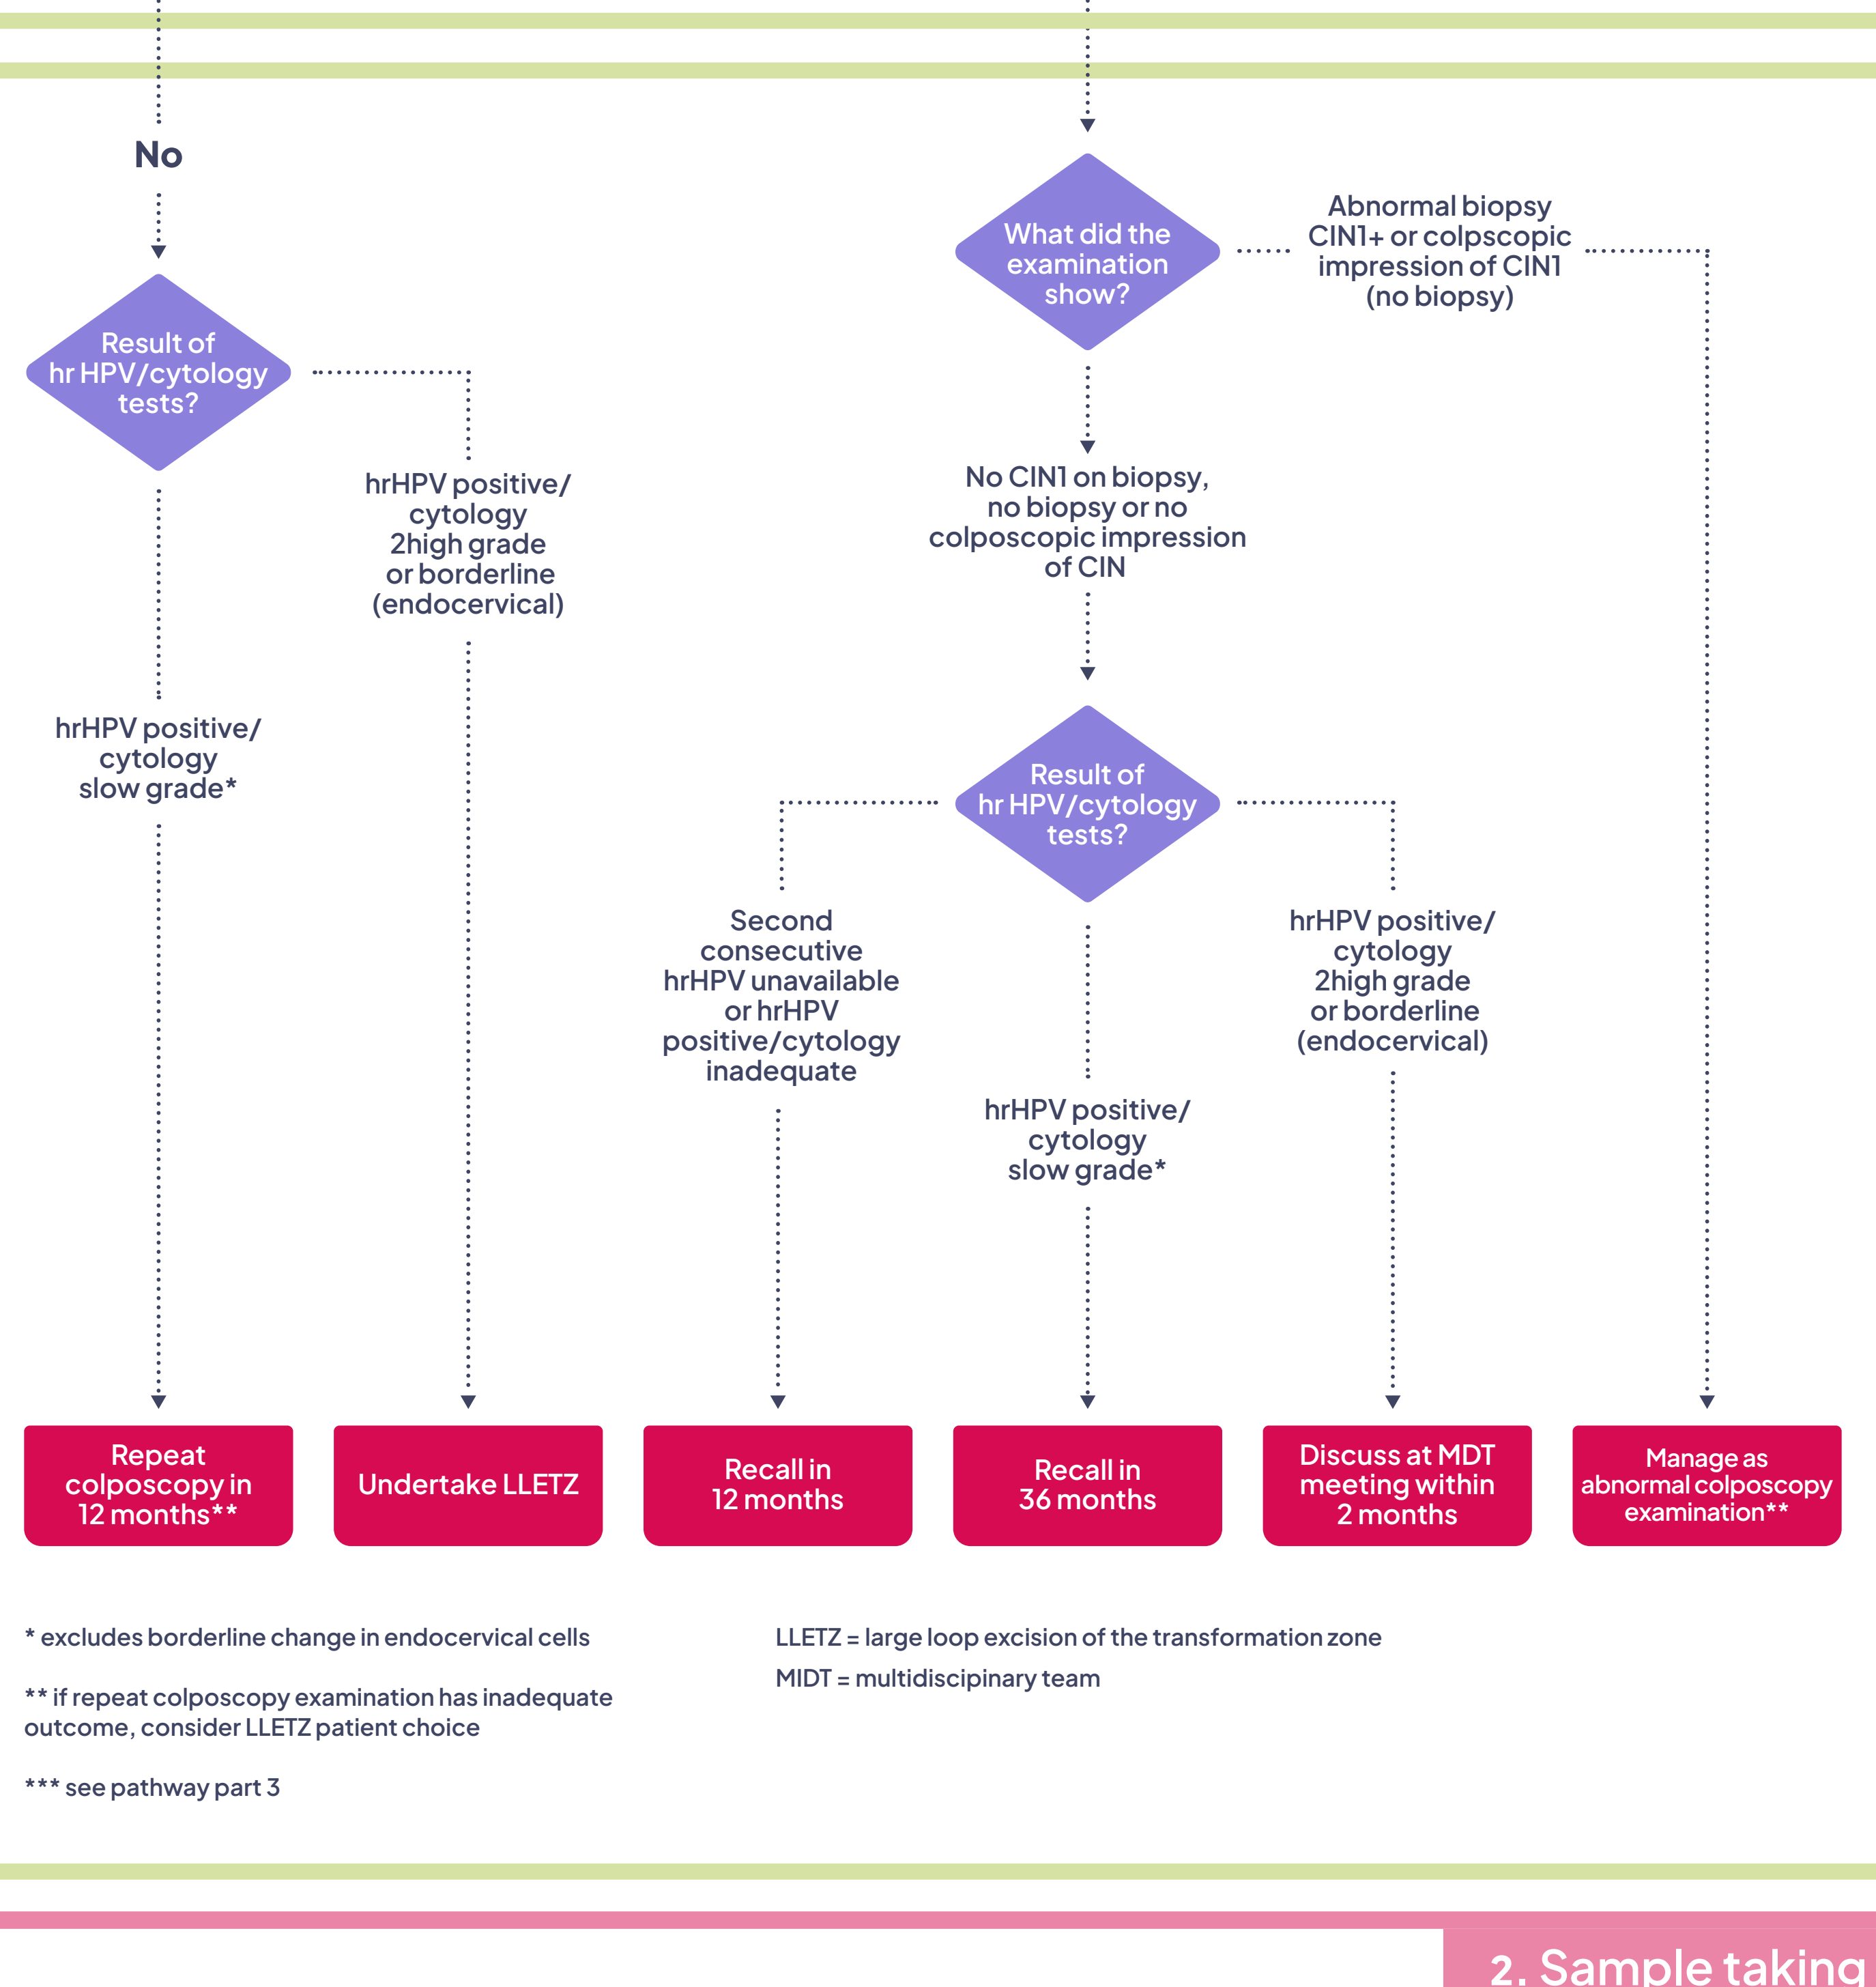 No
Result of
hr HPV/cytology
tests?
hrHPV positive/
cytology
2high grade
or borderline
(endocervical)
hrHPV positive/
cytology
slow grade*
What did the
examination
show?
Abnormal biopsy
CIN1+ or colpscopic
impression of CIN1
(no biopsy)
No CIN1 on biopsy,
no biopsy or no
colposcopic impression
of CIN
Result of
hr HPV/cytology
tests?
Second
consecutive
hrHPV unavailable
or hrHPV
positive/cytology
inadequate
hrHPV positive/
cytology
slow grade*
hrHPV positive/
cytology
2high grade
or borderline
(endocervical)
Repeat
colposcopy in
12 months**
Undertake LLETZ
Recall in
12 months
Recall in
36 months
Discuss at MDT
meeting within
2 months
Manage as
abnormal colposcopy
examination**
* excludes borderline change in endocervical cells
** if repeat colposcopy examination has inadequate
outcome, consider LLETZ patient choice
*** see pathway part 3
LLETZ = large loop excision of the transformation zone
MIDT = multidiscipinary team
2. Sample taking